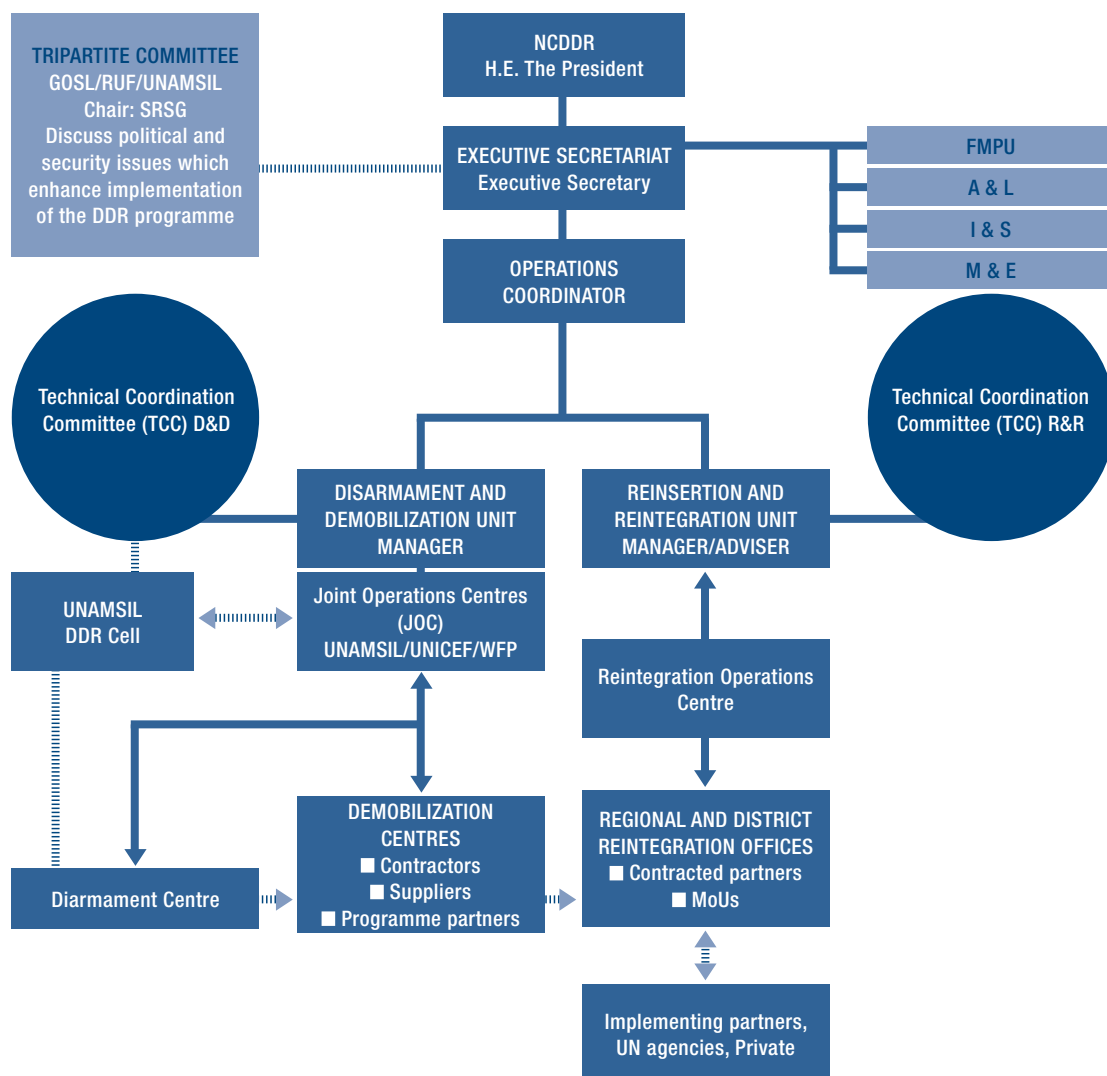 TRIPARTITE COMMITTEE
GOSL/RUF/UNAMSIL
Chair: SRSG
Discuss political and
security issues which
enhance implementation
of the DDR programme
NCDDR
H.E. The President
EXECUTIVE SECRETARIAT
Executive Secretary
FMPU
A & L
I & S
M & E
OPERATIONS
COORDINATOR
Technical Coordination
Committee (TCC) D&D
Technical Coordination
Committee (TCC) R&R
DISARMAMENT AND
DEMOBILIZATION UNIT
MANAGER
REINSERTION AND
REINTEGRATION UNIT
MANAGER/ADVISER
UNAMSIL
DDR Cell
Joint Operations Centres
(JOC)
UNAMSIL/UNICEF/WFP
Reintegration Operations
Centre
Diarmament Centre
DEMOBILIZATION
CENTRES
■ Contractors
■ Suppliers
■ Programme partners
REGIONAL AND DISTRICT
REINTEGRATION OFFICES
■ Contracted partners
■ MoUs
Implementing partners,
UN agencies, Private